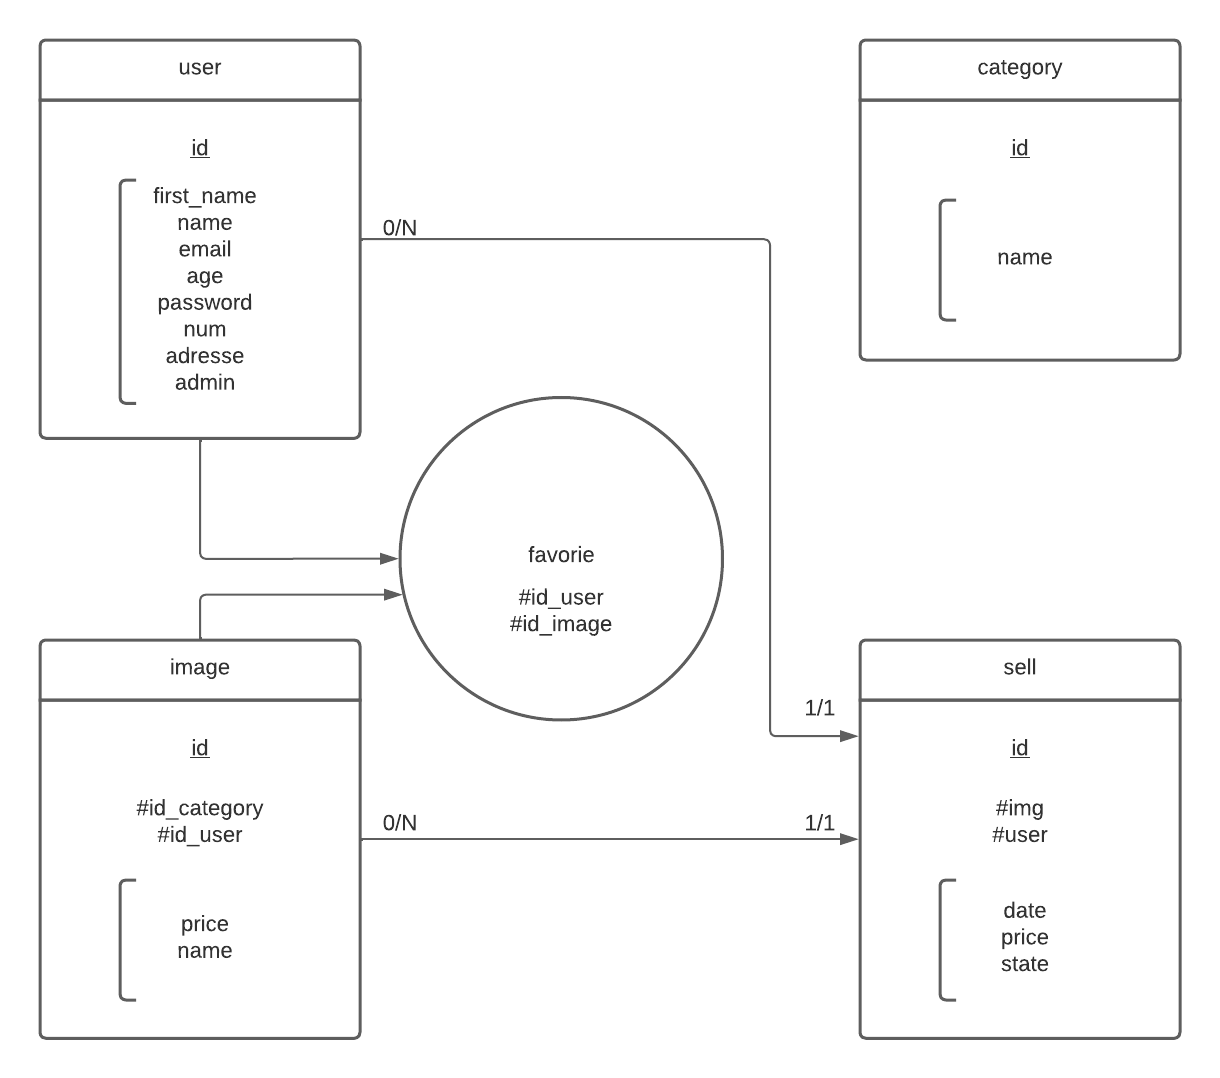 user
id
first_name
name
email
age
password
num
adresse
admin
category
id
name
0/N
favorie
#id_user
#id_image
1/1
image
id
#id_category
#id_user
price
name
0/N
1/1
sell
id
#img
#user
date
price
state